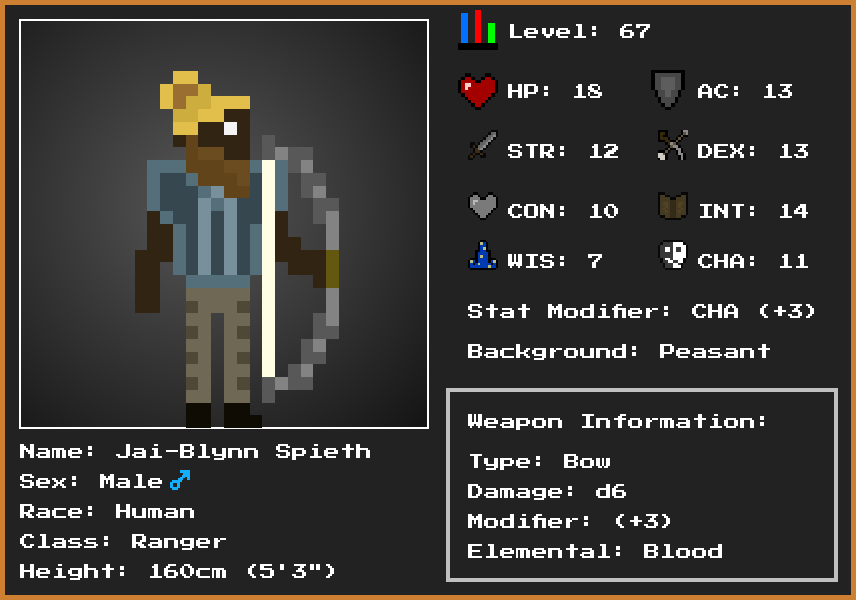 Level: 67
HP: 18
AC: 13
STR: 12
DEX: 13
CON: 10
INT: 14
WIS: 7
CHA: 11
Stat Modifier: CHA (+3)
Background: Peasant
Weapon Information:
Type: Bow
Damage: d6
Modifier: (+3)
Elemental: Blood
Name: Jai-Blynn Spieth
Sex: Male ♂
Race: Human
Class: Ranger
Height: 160cm (5'3")